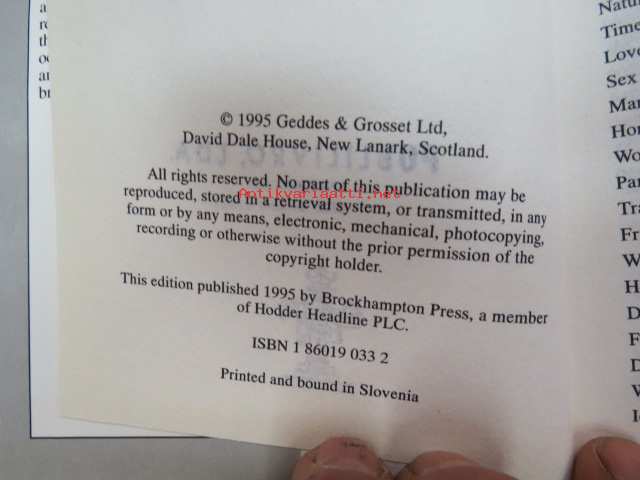 © 1995 Geddes & Grosset Ltd,
David Dale House, New Lanark, Scotland.
All rights reserved. No part of this publication may be
reproduced, stored in a retrieval system, or transmitted, in any
form or by any means, electronic, mechanical, photocopying,
recording or otherwise without the prior permission of the
copyright holder.
This edition published 1995 by Brockhampton Press, a member
of Hodder Headline PLC.
ISBN 1 86019 033 2
Printed and bound in Slovenia
Antikvariaatti.net
Time
Love
Sex